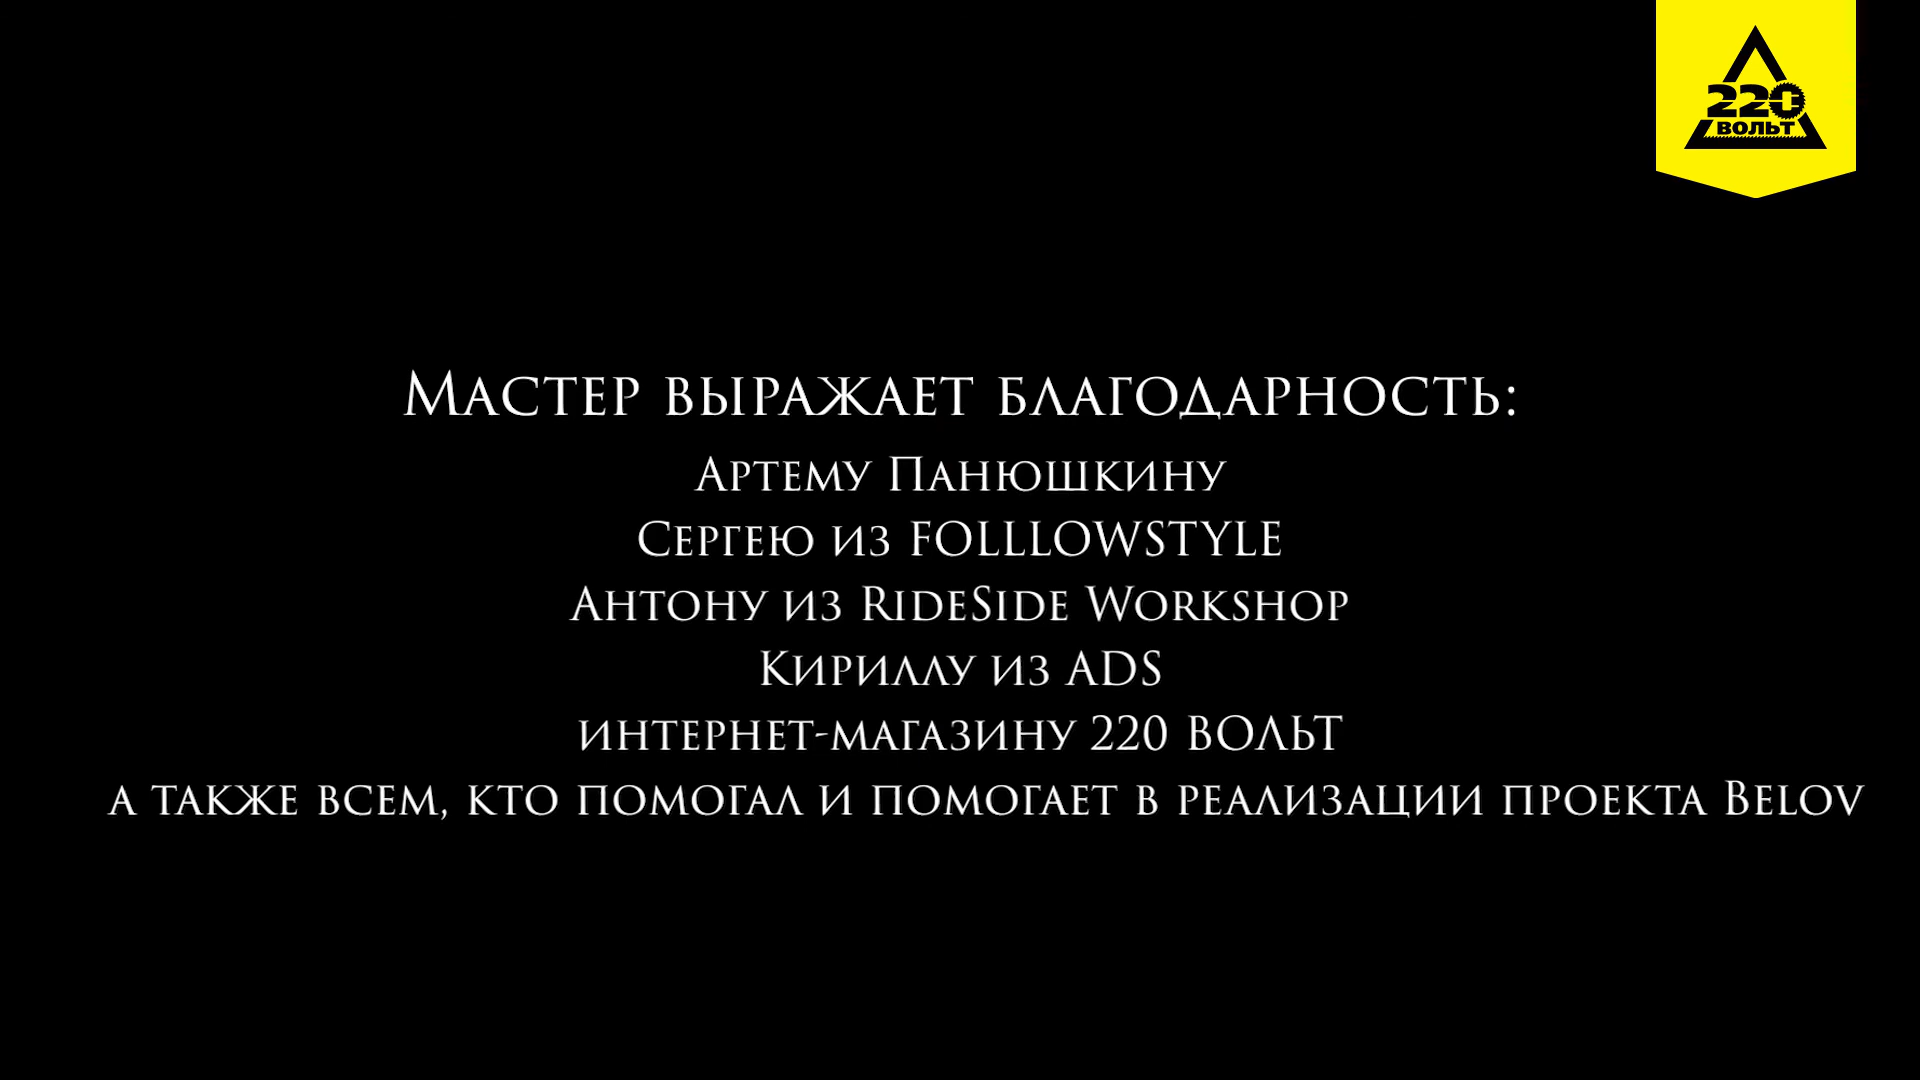 220
ВОЛЬТ
Мастер выражает благодарность:
Артему Панюшкину
Сергею из FOLLLOWSTYLE
Антону из RideSide Workshop
Кириллу из ADS
интернет-магазину 220 ВОЛЬТ
а также всем, кто помогал и помогает в реализации проекта Belov